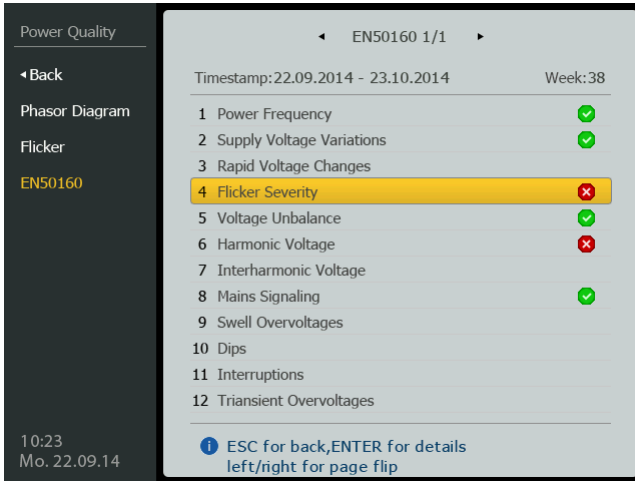 Power Quality
Back
Phasor Diagram
Flicker
EN50160
10:23
Mo. 22.09.14
EN50160 1/1
Timestamp:22.09.2014 - 23.10.2014 Week:38
1 Power Frequency
2 Supply Voltage Variations
3 Rapid Voltage Changes
4 Flicker Severity
5 Voltage Unbalance
6 Harmonic Voltage
7 Interharmonic Voltage
8 Mains Signaling
9 Swell Overvoltages
10 Dips
11 Interruptions
12 Transient Overvoltages
ESC for back,ENTER for details
left/right for page flip